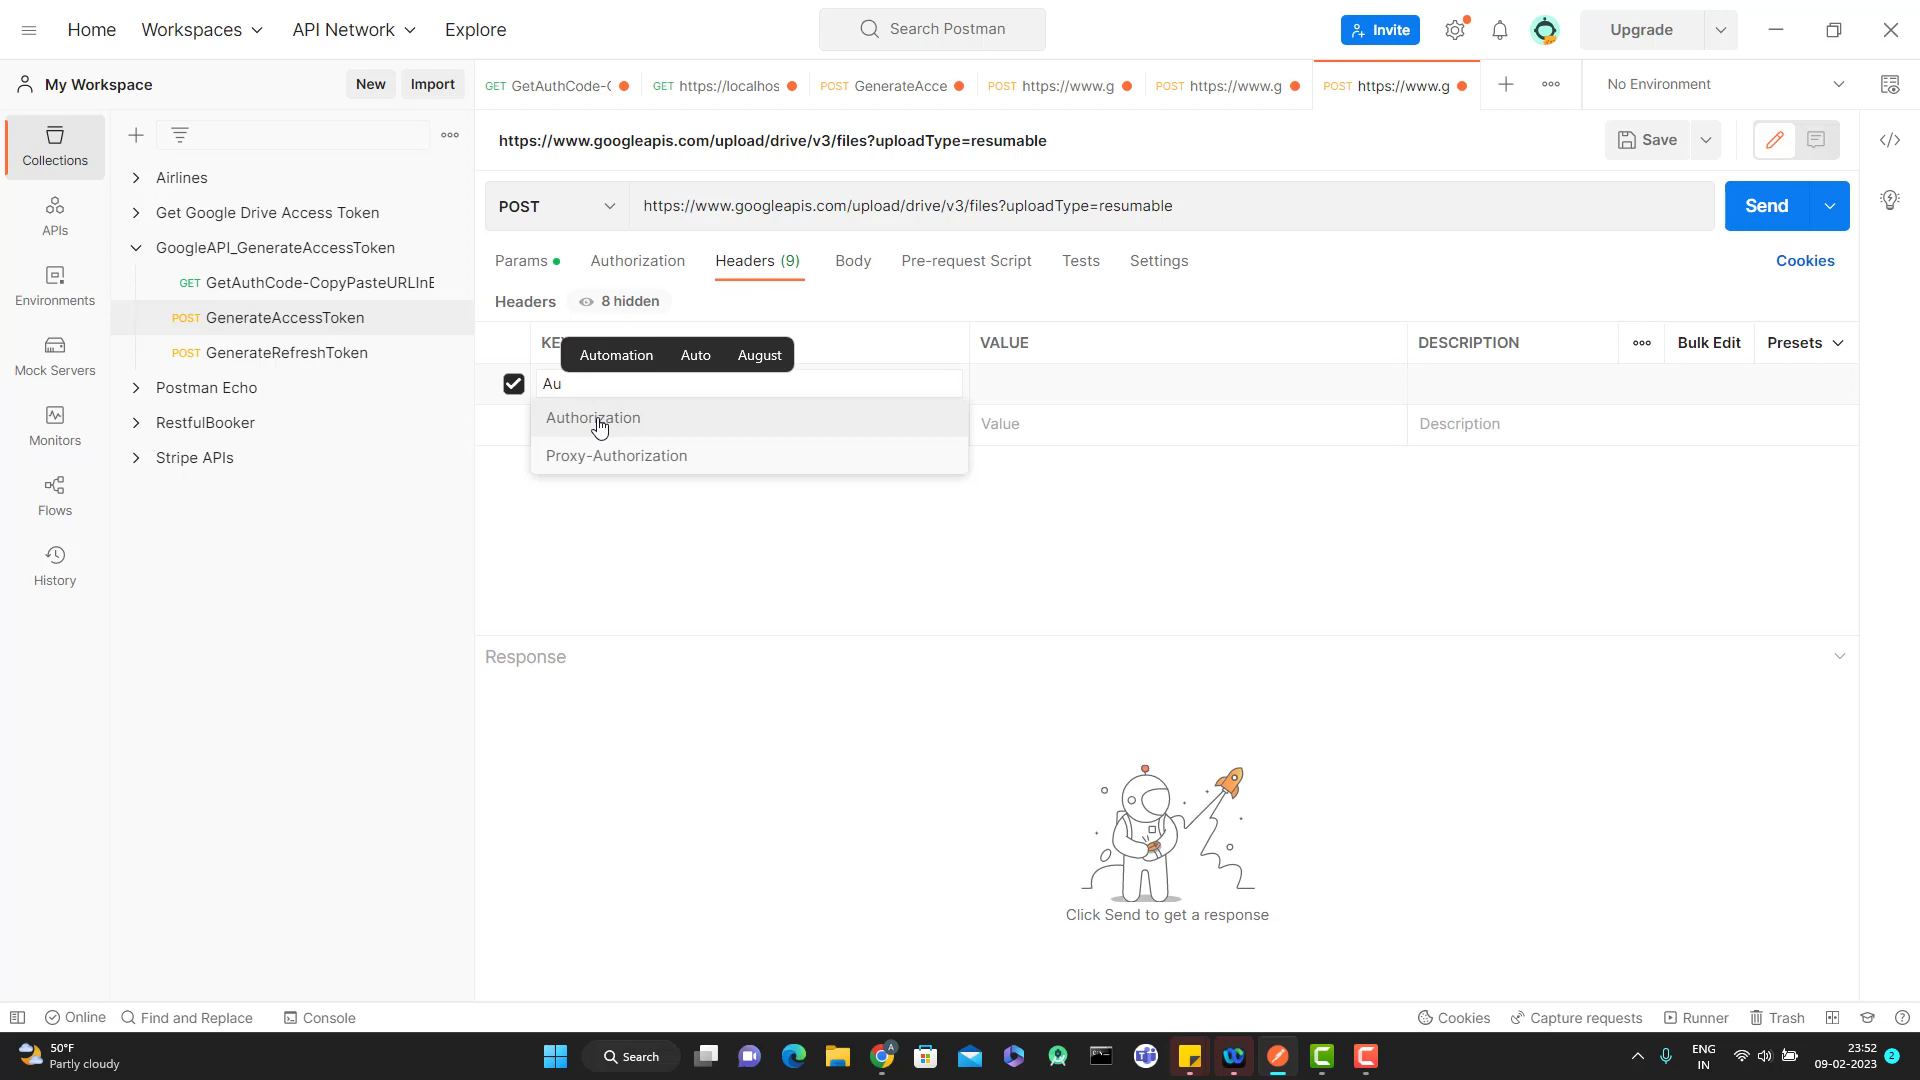 Home
Workspaces
API Network
Explore
Search Postman
Invite
Upgrade
My Workspace
New
Import
GET GetAuthCode-(
GET https://localhos
POST GenerateAcce
POST https://www.g
POST https://www.g
POST https://www.g
No Environment
Collections
APIs
Environments
Mock Servers
Monitors
Flows
History
Airlines
Get Google Drive Access Token
GoogleAPI_GenerateAccessToken
GET GetAuthCode-CopyPasteURLInE
POST GenerateAccessToken
POST GenerateRefreshToken
Postman Echo
RestfulBooker
Stripe APIs
https://www.googleapis.com/upload/drive/v3/files?uploadType=resumable
Save
POST
https://www.googleapis.com/upload/drive/v3/files?uploadType=resumable
Send
Params
Authorization
Headers (9)
Body
Pre-request Script
Tests
Settings
Cookies
Headers
8 hidden
VALUE
DESCRIPTION
Bulk Edit
Presets
Automation Auto August
Au
Authorization
Proxy-Authorization
Value
Description
Response
Click Send to get a response
Online
Find and Replace
Console
Cookies
Capture requests
Runner
Trash
50°F
Partly cloudy
Search
ENG
IN
23:52
09-02-2023
2